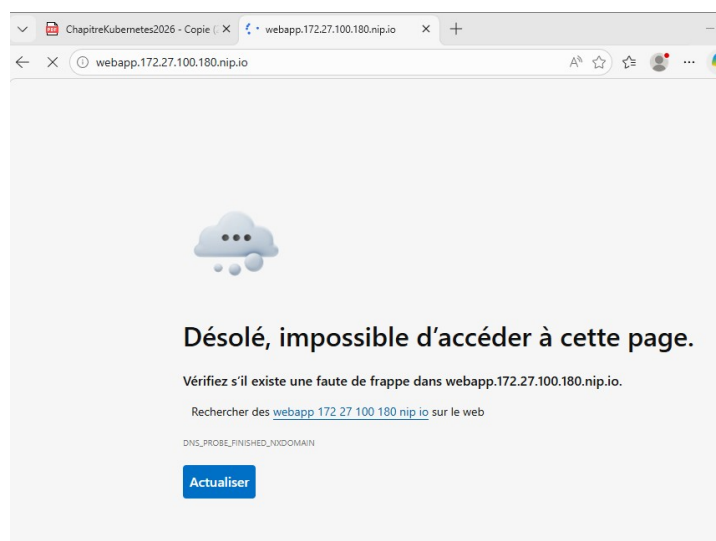 ChapitreKubernetes2026 - Copie (
webapp.172.27.100.180.nip.io
webapp.172.27.100.180.nip.io
Désolé, impossible d’accéder à cette page.
Vérifiez s’il existe une faute de frappe dans webapp.172.27.100.180.nip.io.
Rechercher des webapp 172 27 100 180 nip io sur le web
DNS_PROBE_FINISHED_NXDOMAIN
Actualiser